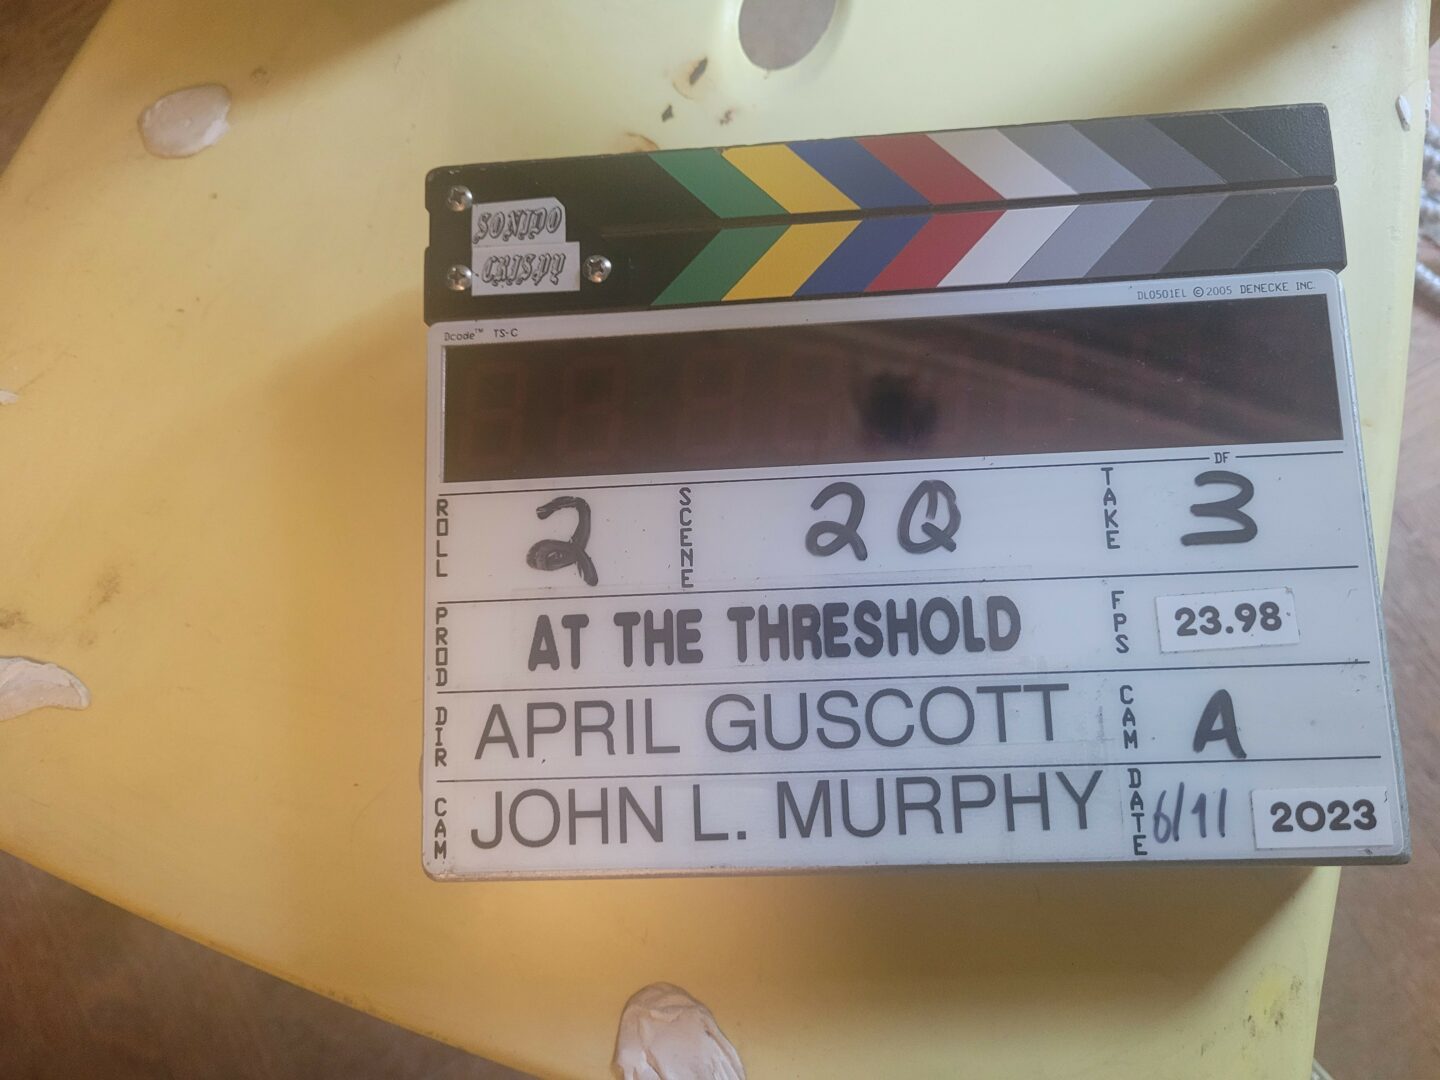 SONIDO
CRISPY
DL0501EL ©2005 DENECKE INC.
Dcode™ TS-C
DF
ROLL 2 SCENE 2Q TAKE 3
PROD AT THE THRESHOLD FPS 23.98
DIR APRIL GUSCOTT CAM A
CAM JOHN L. MURPHY DATE 6/11 2023